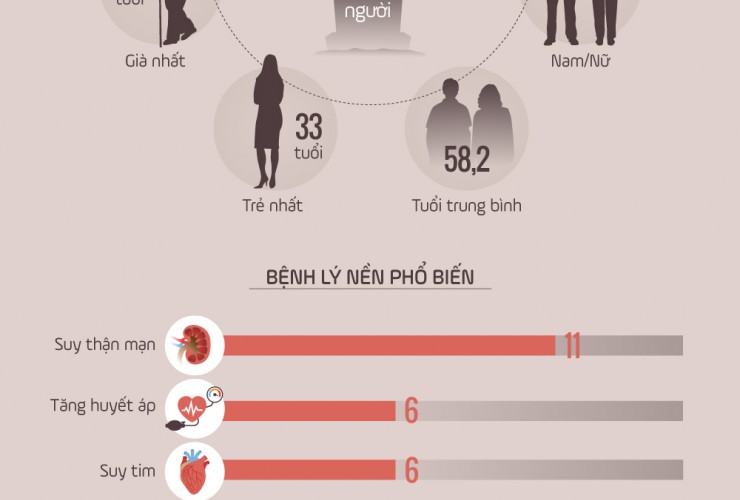 tuổi
người
Già nhất
Nam/Nữ
33
tuổi
58,2
Trẻ nhất
Tuổi trung bình
BỆNH LÝ NỀN PHỔ BIẾN
Suy thận mạn
11
Tăng huyết áp
6
Suy tim
6